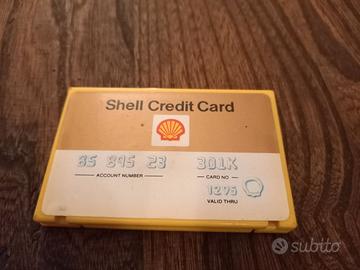 Shell Credit Card
85 895 23 301K
ACCOUNT NUMBER CARD NO
1295
VALID THRU
subito